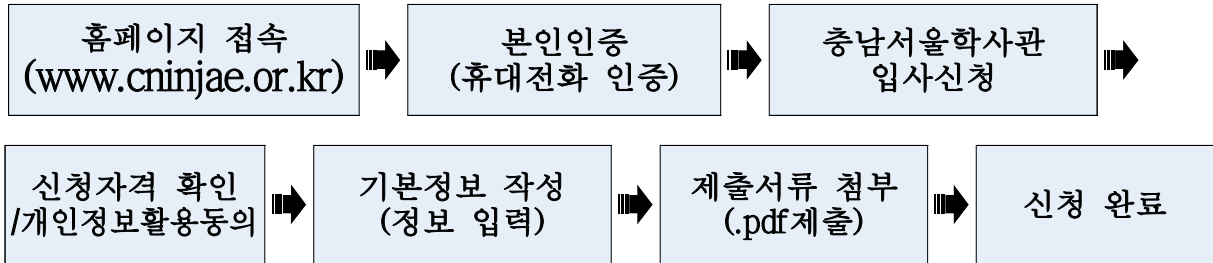 홈페이지 접속
(www.cninjae.or.kr)
본인인증
(휴대전화 인증)
충남서울학사관
입사신청
신청자격 확인
/개인정보활용동의
기본정보 작성
(정보 입력)
제출서류 첨부
(.pdf제출)
신청 완료